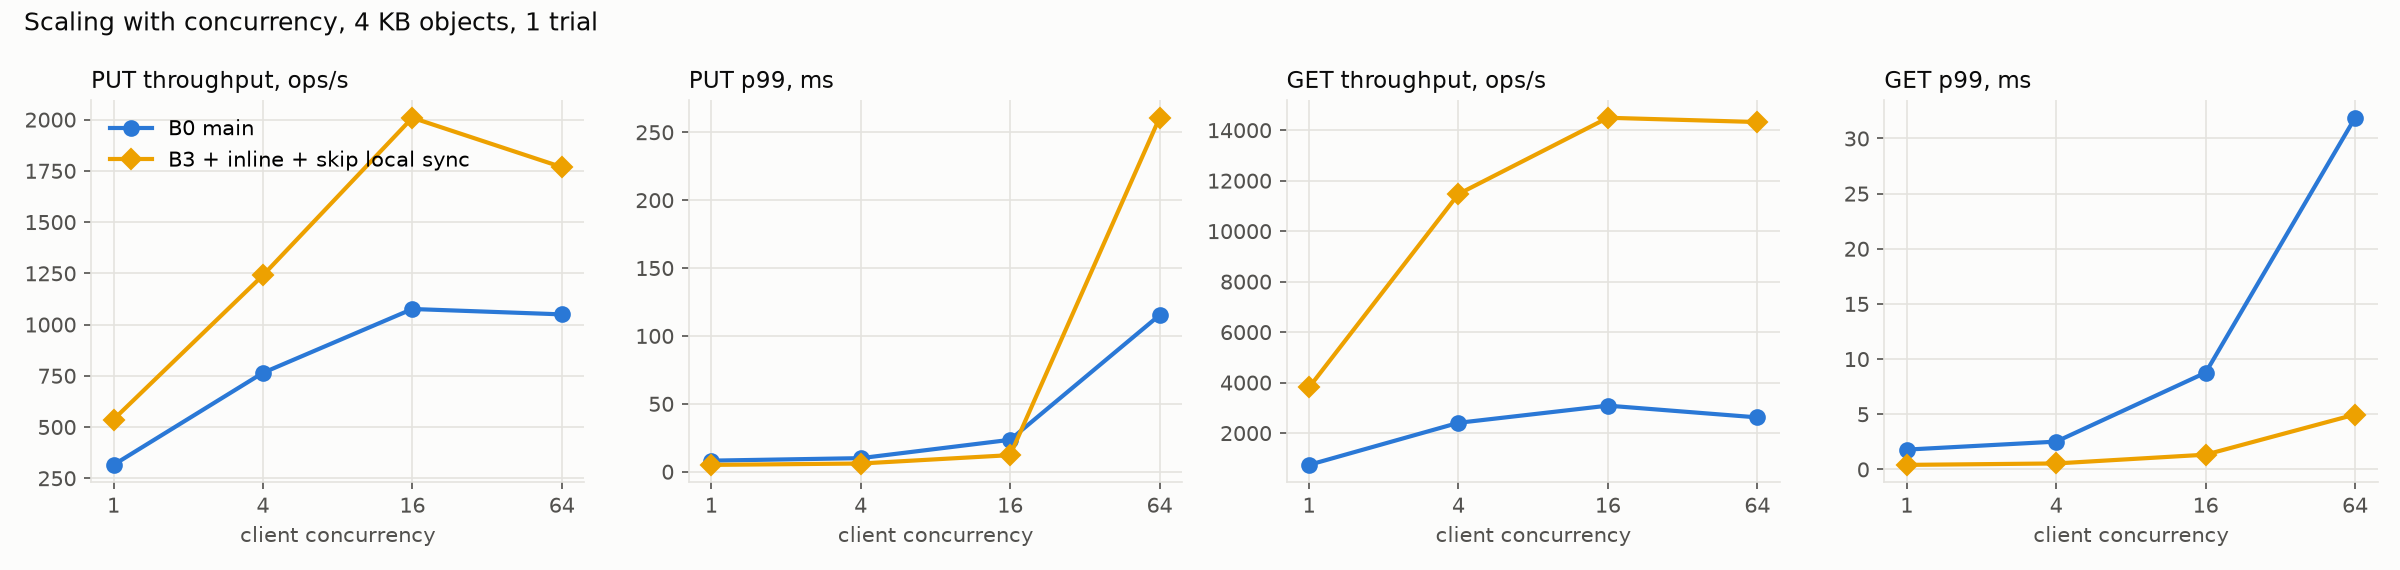 Scaling with concurrency, 4 KB objects, 1 trial
PUT throughput, ops/s
2000
1750
1500
1250
1000
750
500
250
B0 main
B3 + inline + skip local sync
1 4 16 64
client concurrency
PUT p99, ms
250
200
150
100
50
0
1 4 16 64
client concurrency
GET throughput, ops/s
14000
12000
10000
8000
6000
4000
2000
1 4 16 64
client concurrency
GET p99, ms
30
25
20
15
10
5
0
1 4 16 64
client concurrency